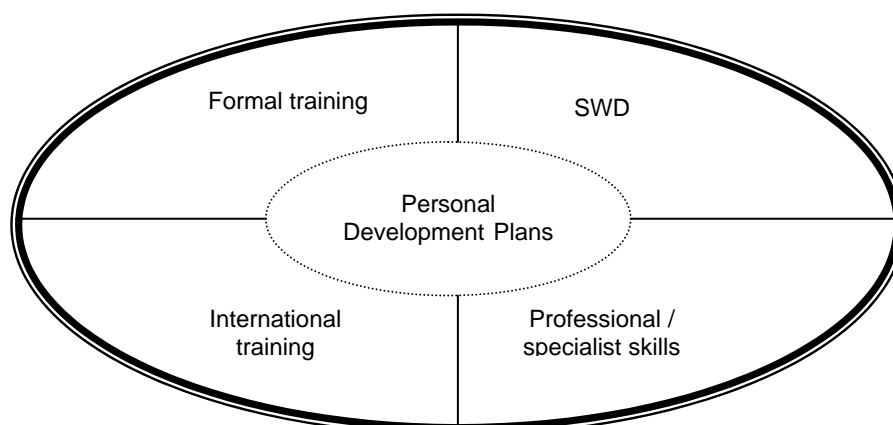 Formal training
SWD
Personal
Development Plans
International
training
Professional /
specialist skills